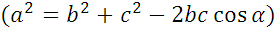 (a² = b² + c² − 2bc cos α)